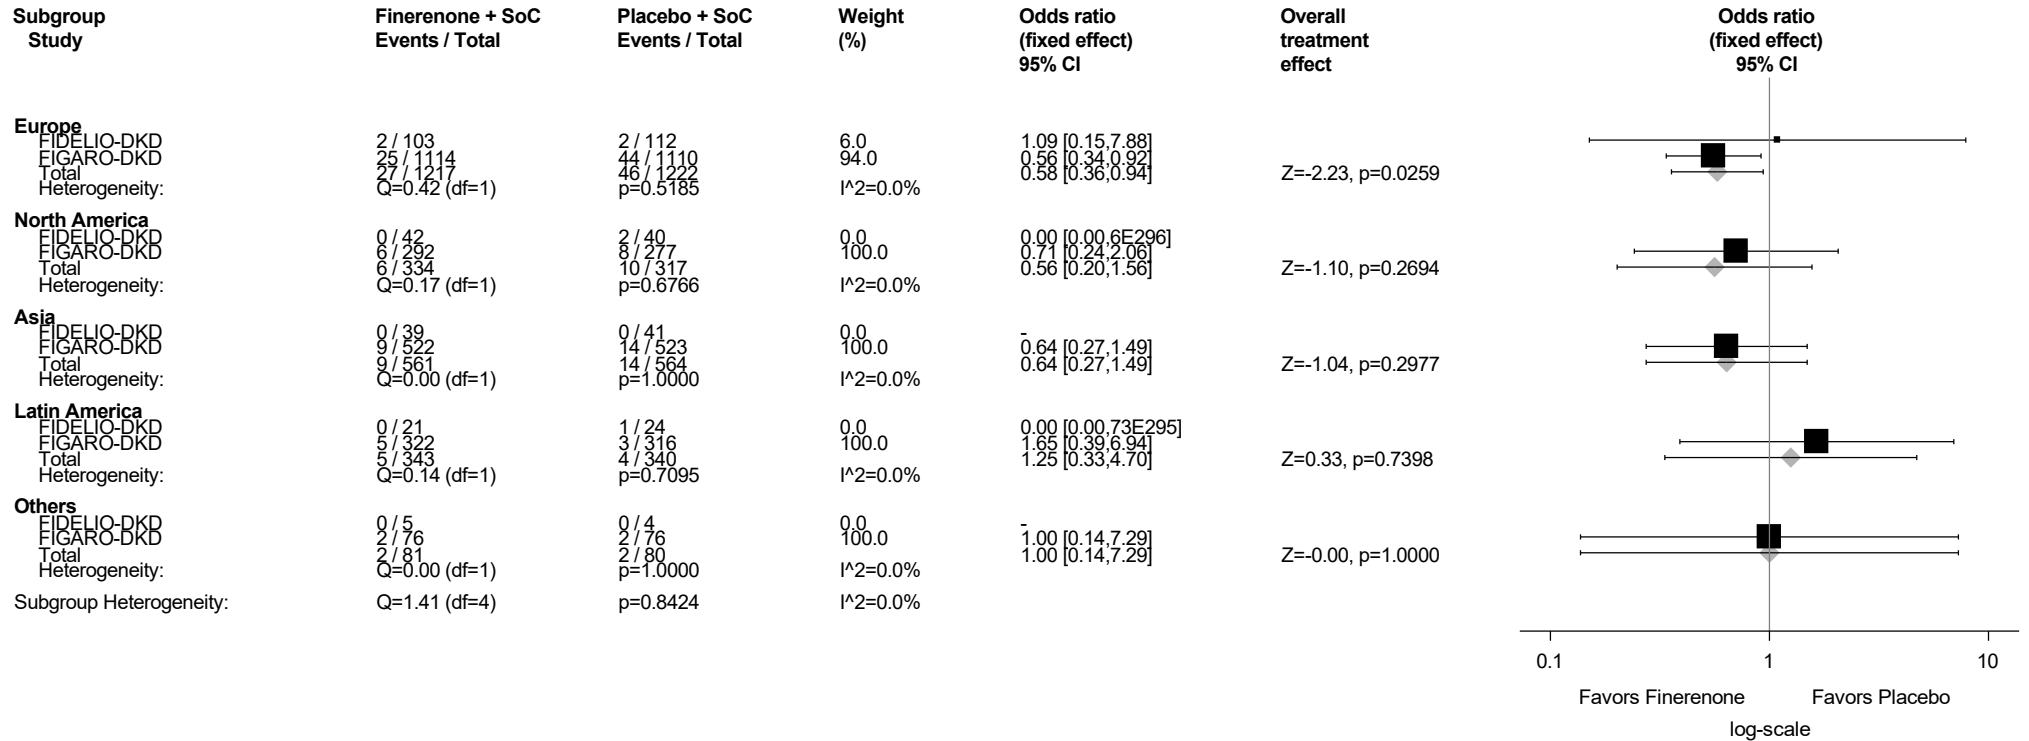 Subgroup Finerenone + SoC Placebo + SoC Weight Odds ratio Overall Odds ratio
Study Events / Total Events / Total (%) (fixed effect) treatment (fixed effect)
95% CI effect 95% CI
Europe
FIDELIO-DKD 2 / 103 2 / 112 6.0 1.09 [0.15,7.88]
FIGARO-DKD 25 / 1114 44 / 1110 94.0 0.56 [0.34,0.92]
Total 27 / 1217 46 / 1222 0.58 [0.36,0.94] Z=-2.23, p=0.0259
Heterogeneity: Q=0.42 (df=1) p=0.5185 I^2=0.0%
North America
FIDELIO-DKD 0 / 42 2 / 40 0.0 0.00 [0.00,6E296]
FIGARO-DKD 6 / 292 8 / 277 100.0 0.71 [0.24,2.06]
Total 6 / 334 10 / 317 0.56 [0.20,1.56] Z=-1.10, p=0.2694
Heterogeneity: Q=0.17 (df=1) p=0.6766 I^2=0.0%
Asia
FIDELIO-DKD 0 / 39 0 / 41 0.0 -
FIGARO-DKD 9 / 522 14 / 523 100.0 0.64 [0.27,1.49]
Total 9 / 561 14 / 564 0.64 [0.27,1.49] Z=-1.04, p=0.2977
Heterogeneity: Q=0.00 (df=1) p=1.0000 I^2=0.0%
Latin America
FIDELIO-DKD 0 / 21 1 / 24 0.0 0.00 [0.00,73E295]
FIGARO-DKD 5 / 322 3 / 316 100.0 1.65 [0.39,6.94]
Total 5 / 343 4 / 340 1.25 [0.33,4.70] Z=0.33, p=0.7398
Heterogeneity: Q=0.14 (df=1) p=0.7095 I^2=0.0%
Others
FIDELIO-DKD 0 / 5 0 / 4 0.0 -
FIGARO-DKD 2 / 76 2 / 76 100.0 1.00 [0.14,7.29]
Total 2 / 81 2 / 80 1.00 [0.14,7.29] Z=-0.00, p=1.0000
Heterogeneity: Q=0.00 (df=1) p=1.0000 I^2=0.0%
Subgroup Heterogeneity: Q=1.41 (df=4) p=0.8424 I^2=0.0%
0.1 1 10
Favors Finerenone Favors Placebo
log-scale